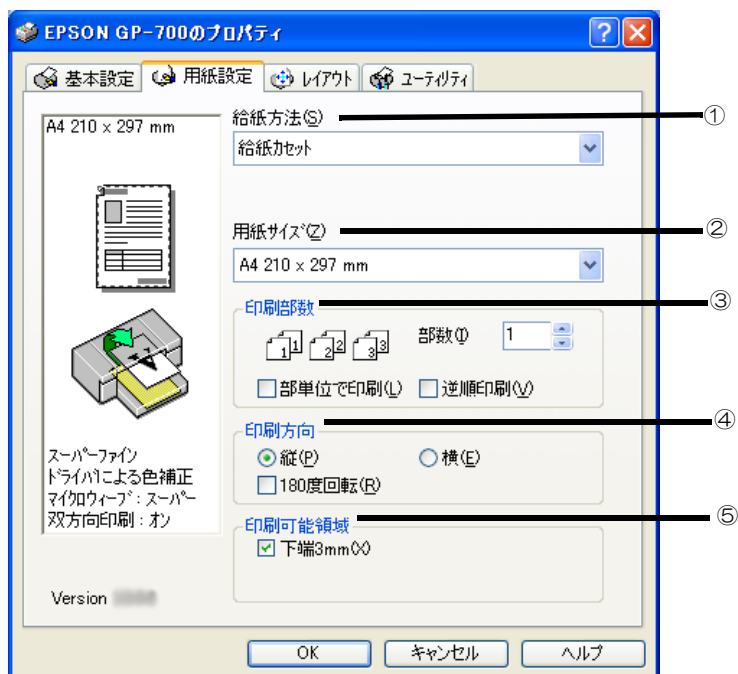 EPSON GP-700のプロパティ
基本設定 用紙設定 レイアウト ユーティリティ
A4 210 x 297 mm
給紙方法(S) ①
給紙カセット
用紙サイズ(Z) ②
A4 210 x 297 mm
印刷部数 ③
1 1 2 2 3 3
部数(I) 1
部単位で印刷(L) 逆順印刷(V)
印刷方向 ④
縦(P) 横(E)
180度回転(R)
印刷可能領域 ⑤
下端3mm(X)
スーパーファイン
ドライバによる色補正
マイクロウィーブ:スーパー
双方向印刷:オン
Version
OK キャンセル ヘルプ